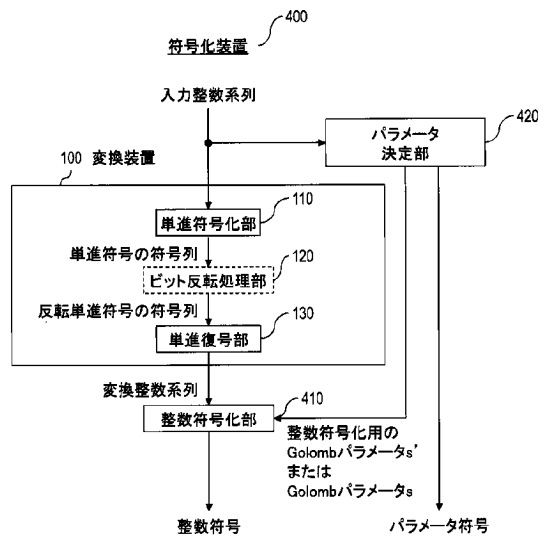 400
符号化装置
入力整数系列
420
パラメータ
決定部
100 変換装置
110
単進符号化部
単進符号の符号列
120
ビット反転処理部
反転単進符号の符号列
130
単進復号部
変換整数系列
410
整数符号化部
整数符号化用の
Golombパラメータs’
または
Golombパラメータs
整数符号
パラメータ符号